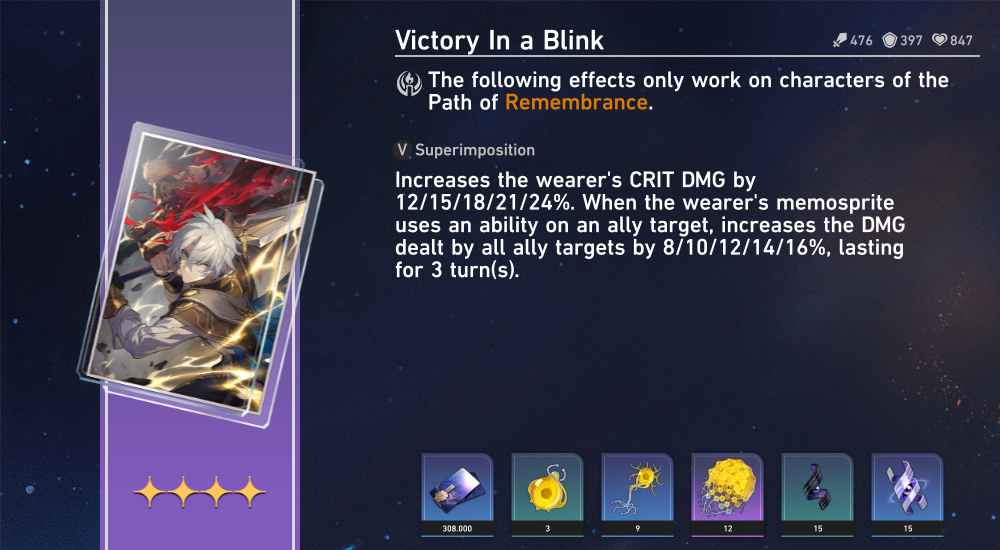 Victory In a Blink
476 397 847
The following effects only work on characters of the
Path of Remembrance.
V Superimposition
Increases the wearer's CRIT DMG by
12/15/18/21/24%. When the wearer's memosprite
uses an ability on an ally target, increases the DMG
dealt by all ally targets by 8/10/12/14/16%, lasting
for 3 turn(s).
308.000 3 9 12 15 15